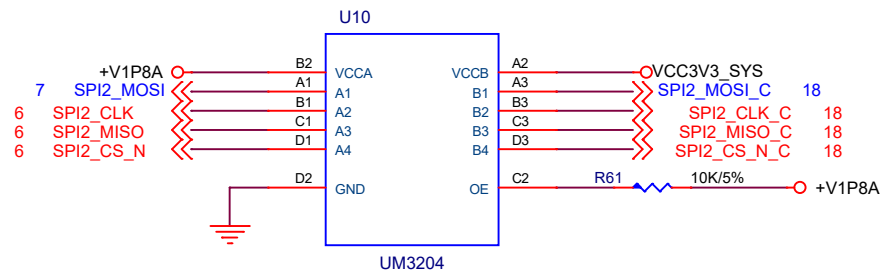 U10
+V1P8A B2 VCCA VCCB A2 VCC3V3_SYS
7 SPI2_MOSI A1 A1 B1 A3 SPI2_MOSI_C 18
6 SPI2_CLK B1 A2 B2 B3 SPI2_CLK_C 18
6 SPI2_MISO C1 A3 B3 C3 SPI2_MISO_C 18
6 SPI2_CS_N D1 A4 B4 D3 SPI2_CS_N_C 18
D2 GND OE C2 R61 10K/5% +V1P8A
UM3204